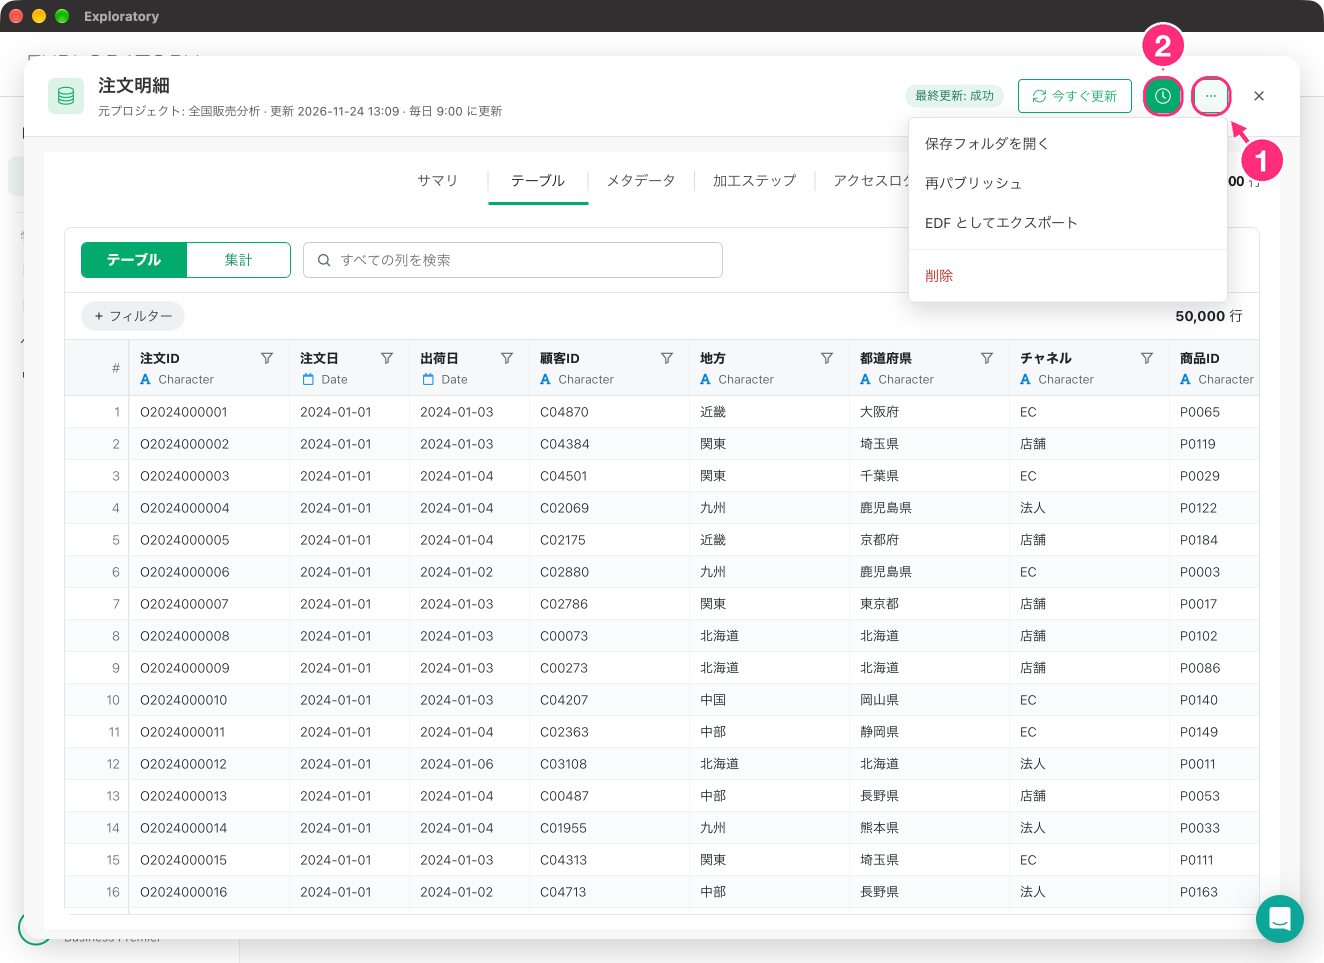 Exploratory
2
注文明細
元プロジェクト: 全国販売分析 · 更新 2026-11-24 13:09 · 毎日 9:00 に更新
最終更新: 成功
今すぐ更新
1
保存フォルダを開く
再パブリッシュ
EDF としてエクスポート
削除
サマリ
テーブル
メタデータ
加工ステップ
アクセスログ
テーブル
集計
すべての列を検索
+ フィルター
50,000 行
# 注文ID 注文日 出荷日 顧客ID 地方 都道府県 チャネル 商品ID
A Character Date Date A Character A Character A Character A Character A Character
1 O2024000001 2024-01-01 2024-01-03 C04870 近畿 大阪府 EC P0065
2 O2024000002 2024-01-01 2024-01-03 C04384 関東 埼玉県 店舗 P0119
3 O2024000003 2024-01-01 2024-01-04 C04501 関東 千葉県 EC P0029
4 O2024000004 2024-01-01 2024-01-04 C02069 九州 鹿児島県 法人 P0122
5 O2024000005 2024-01-01 2024-01-04 C02175 近畿 京都府 店舗 P0184
6 O2024000006 2024-01-01 2024-01-02 C02880 九州 鹿児島県 EC P0003
7 O2024000007 2024-01-01 2024-01-03 C02786 関東 東京都 店舗 P0017
8 O2024000008 2024-01-01 2024-01-03 C00073 北海道 北海道 店舗 P0102
9 O2024000009 2024-01-01 2024-01-03 C00273 北海道 北海道 店舗 P0086
10 O2024000010 2024-01-01 2024-01-03 C04207 中国 岡山県 EC P0140
11 O2024000011 2024-01-01 2024-01-04 C02363 中部 静岡県 EC P0149
12 O2024000012 2024-01-01 2024-01-06 C03108 北海道 北海道 法人 P0011
13 O2024000013 2024-01-01 2024-01-04 C00487 中部 長野県 店舗 P0053
14 O2024000014 2024-01-01 2024-01-04 C01955 九州 熊本県 法人 P0033
15 O2024000015 2024-01-01 2024-01-03 C04313 関東 埼玉県 EC P0111
16 O2024000016 2024-01-01 2024-01-02 C04713 中部 長野県 法人 P0163
Business Premier